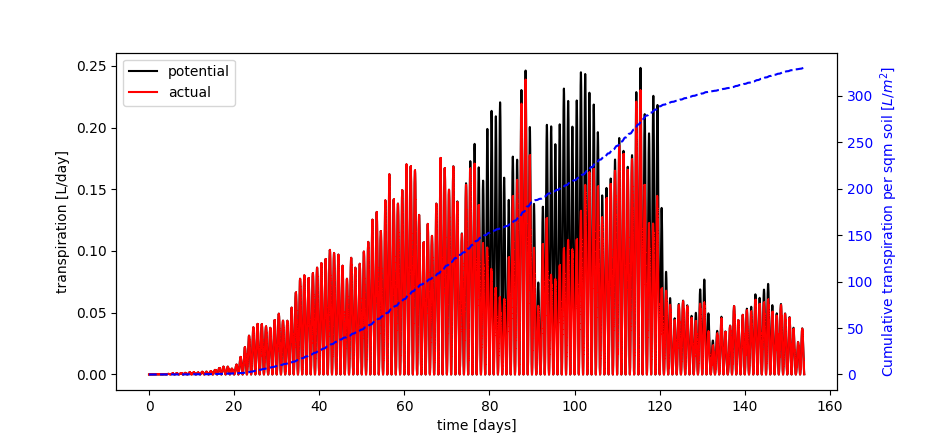 potential
actual
0.25
0.20
0.15
0.10
0.05
0.00
transpiration [L/day]
300
250
200
150
100
50
0
Cumulative transpiration per sqm soil [L/m²]
0 20 40 60 80 100 120 140 160
time [days]